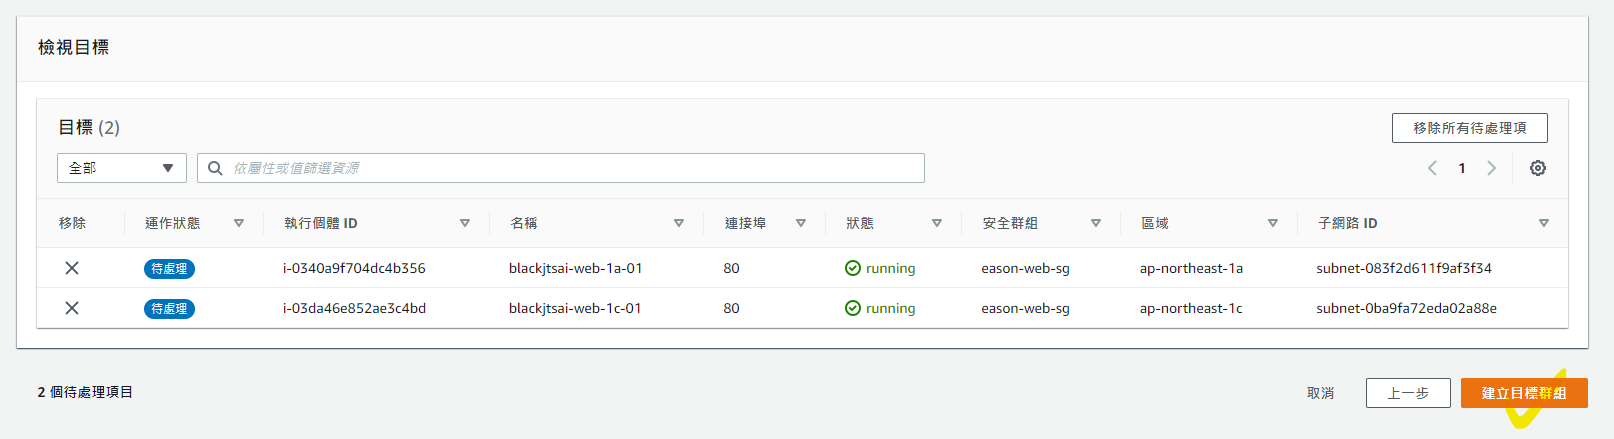 檢視目標
目標 (2)
移除所有待處理項
全部
依屬性或值篩選資源
1
移除 運作狀態 執行個體 ID 名稱 連接埠 狀態 安全群組 區域 子網路 ID
待處理 i-0340a9f704dc4b356 blackjtsai-web-1a-01 80 running eason-web-sg ap-northeast-1a subnet-083f2d611f9af3f34
待處理 i-03da46e852ae3c4bd blackjtsai-web-1c-01 80 running eason-web-sg ap-northeast-1c subnet-0ba9fa72eda02a88e
2 個待處理項目
取消 上一步 建立目標群組